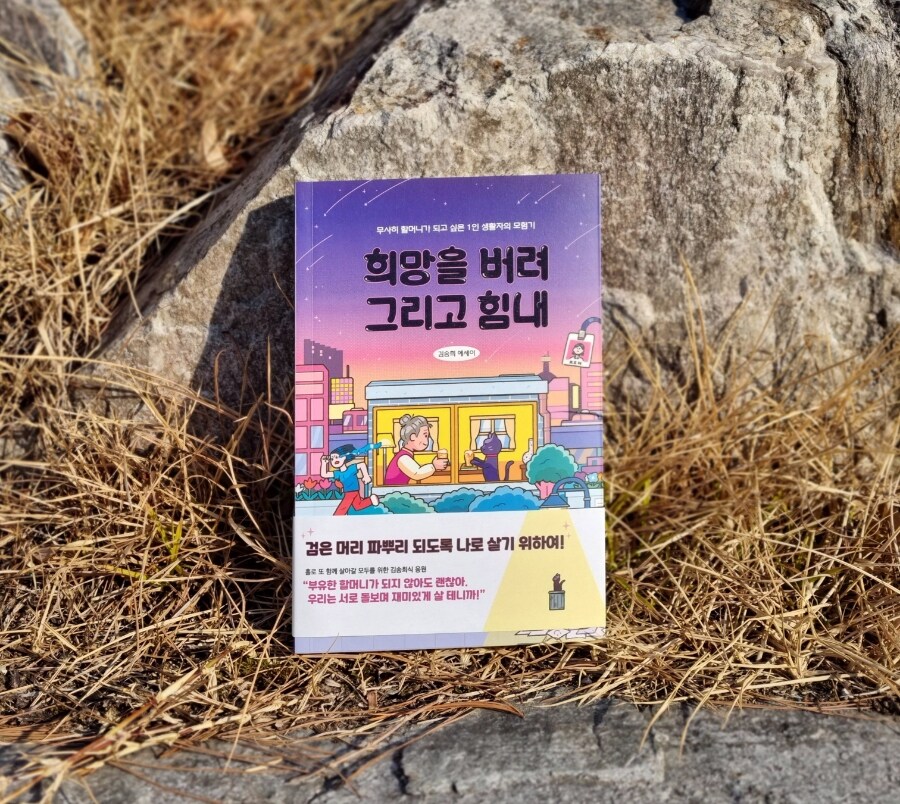 무사히 할머니가 되고 싶은 1인 생활자의 모험기
희망을 버려
그리고 힘내
김송희 에세이
검은 머리 파뿌리 되도록 나로 살기 위하여!
홀로 또 함께 살아갈 모두를 위한 김송희식 응원
“부유한 할머니가 되지 않아도 괜찮아.
우리는 서로 돌보며 재미있게 살 테니까!”